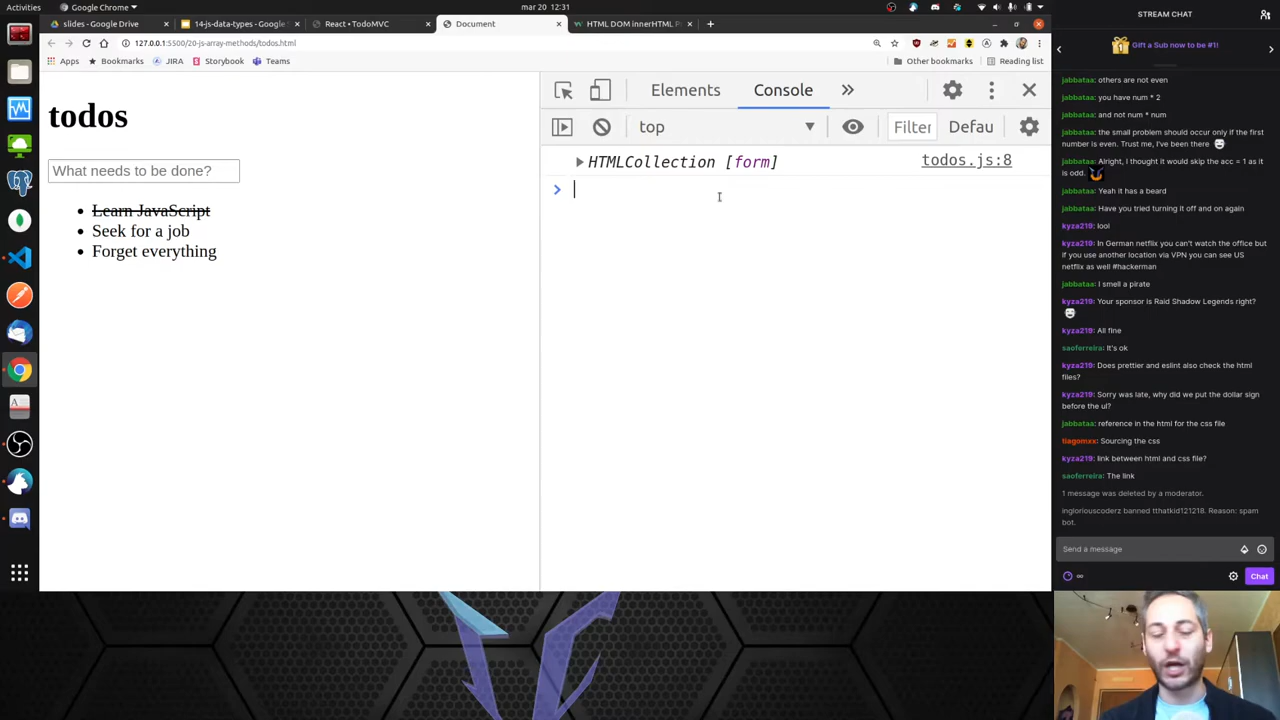 Activities
Google Chrome
mar 20 12:31
STREAM CHAT
slides - Google Drive
14-js-data-types - Google S
React • TodoMVC
Document
HTML DOM innerHTML P
127.0.0.1:5500/20-js-array-methods/todos.html
Apps
Bookmarks
JIRA
Storybook
Teams
Other bookmarks
Reading list
Gift a Sub now to be #1!
todos
What needs to be done?
Learn JavaScript
Seek for a job
Forget everything
Elements
Console
top
Filter
Defau
HTMLCollection [form]
todos.js:8
jabbataa: others are not even
jabbataa: you have num * 2
jabbataa: and not num * num
jabbataa: the small problem should occur only if the first
number is even. Trust me, I've been there
jabbataa: Alright, I thought it would skip the acc = 1 as it
is odd.
jabbataa: Yeah it has a beard
jabbataa: Have you tried turning it off and on again
kyza219: lool
kyza219: In German netflix you can't watch the office but
if you use another location via VPN you can see US
netflix as well #hackerman
jabbataa: I smell a pirate
kyza219: Your sponsor is Raid Shadow Legends right?
kyza219: All fine
saoferreira: It's ok
kyza219: Does prettier and eslint also check the html
files?
kyza219: Sorry was late, why did we put the dollar sign
before the ul?
jabbataa: reference in the html for the css file
tiagomxx: Sourcing the css
kyza219: link between html and css file?
saoferreira: The link
1 message was deleted by a moderator.
ingloriouscoderz banned tthatkid121218. Reason: spam
bot.
Send a message
Chat